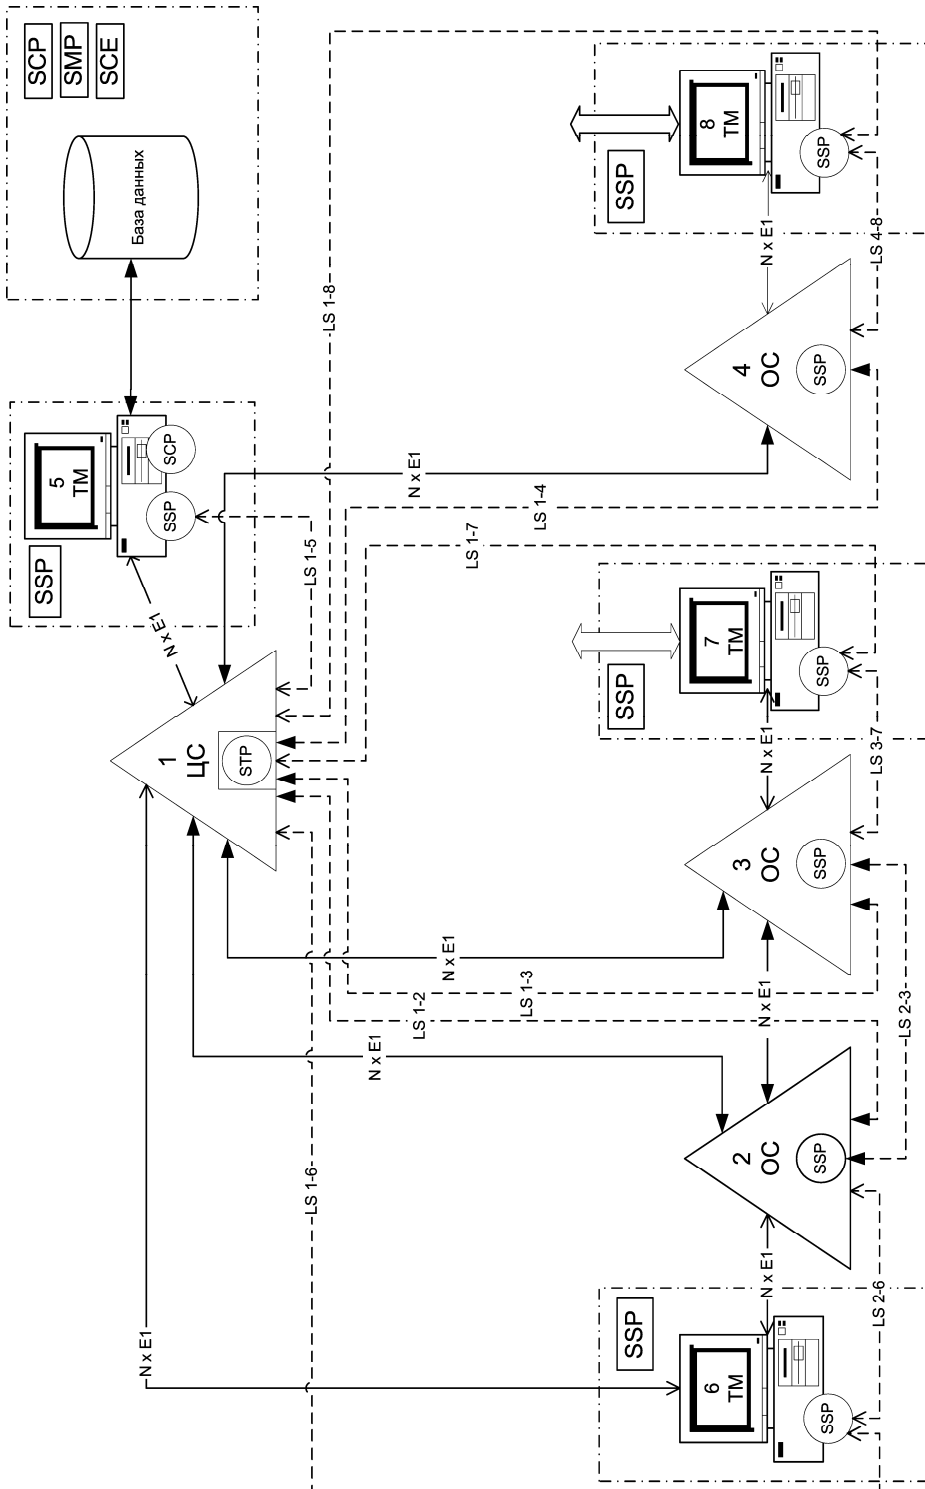 SCP
SMP
SCE
База данных
SSP
5
ТМ
SSP
SCP
N x E1
LS 1-5
LS 1-8
8
ТМ
SSP
SSP
N x E1
LS 4-8
4
ОС
SSP
N x E1
LS 1-4
LS 1-7
1
ЦС
STP
7
ТМ
SSP
SSP
N x E1
LS 3-7
3
ОС
SSP
N x E1
LS 1-3
LS 1-2
N x E1
N x E1
LS 2-3
2
ОС
SSP
LS 1-6
N x E1
N x E1
LS 2-6
SSP
6
ТМ
SSP